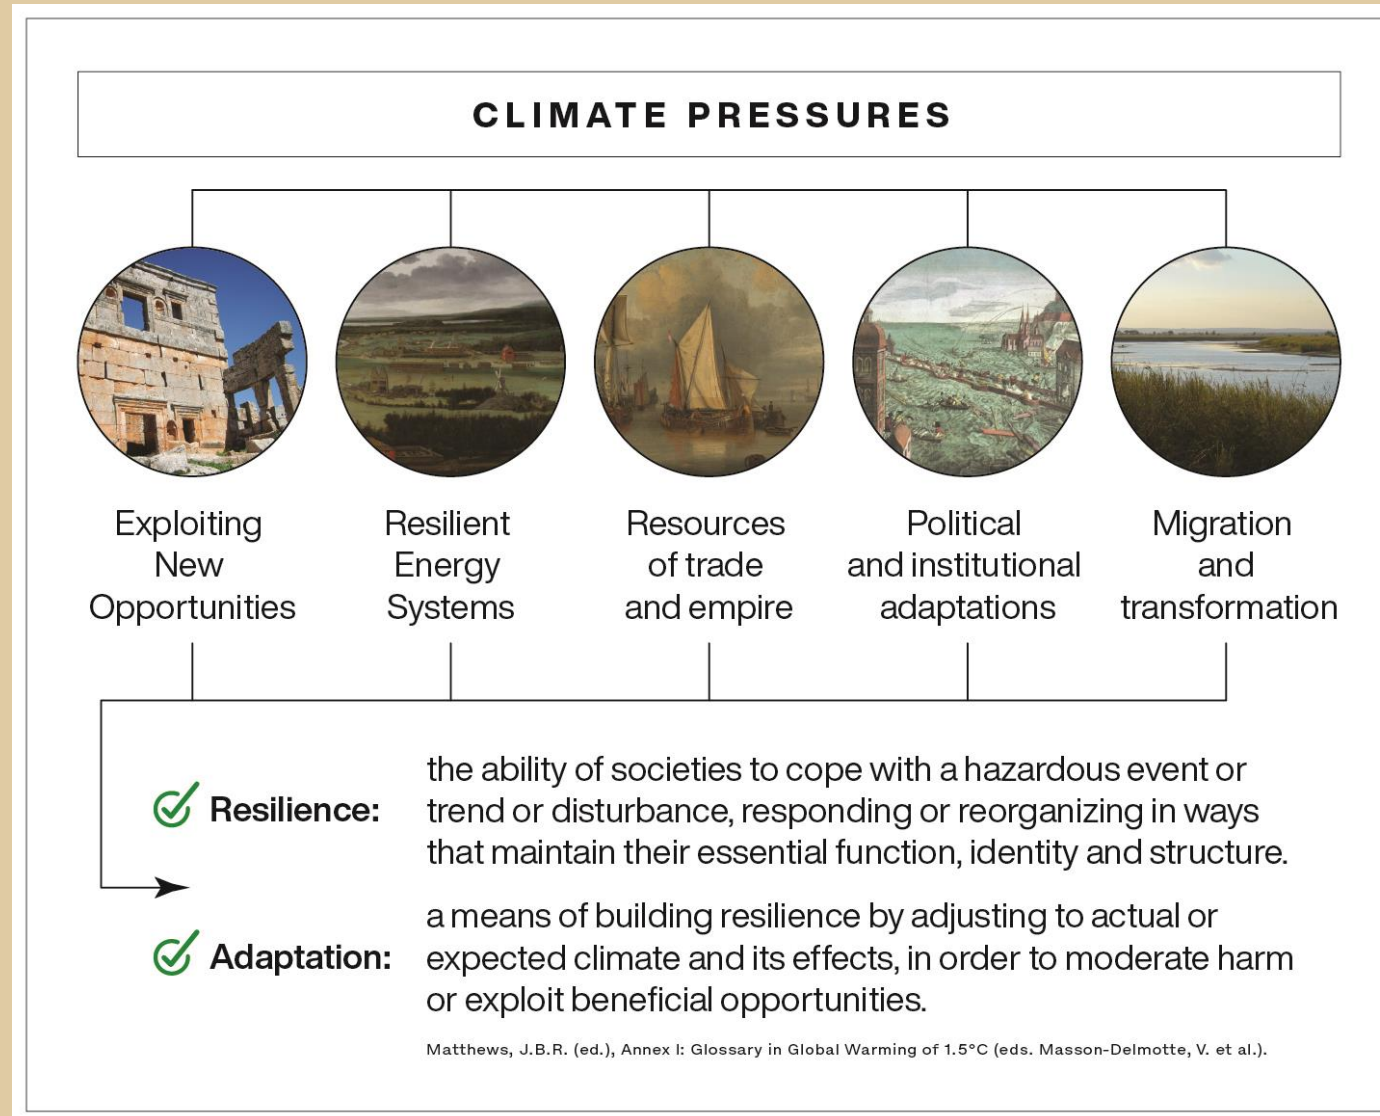 CLIMATE PRESSURES
Exploiting
New
Opportunities
Resilient
Energy
Systems
Resources
of trade
and empire
Political
and institutional
adaptations
Migration
and
transformation
Resilience:
the ability of societies to cope with a hazardous event or
trend or disturbance, responding or reorganizing in ways
that maintain their essential function, identity and structure.
Adaptation:
a means of building resilience by adjusting to actual or
expected climate and its effects, in order to moderate harm
or exploit beneficial opportunities.
Matthews, J.B.R. (ed.), Annex I: Glossary in Global Warming of 1.5°C (eds. Masson-Delmotte, V. et al.).